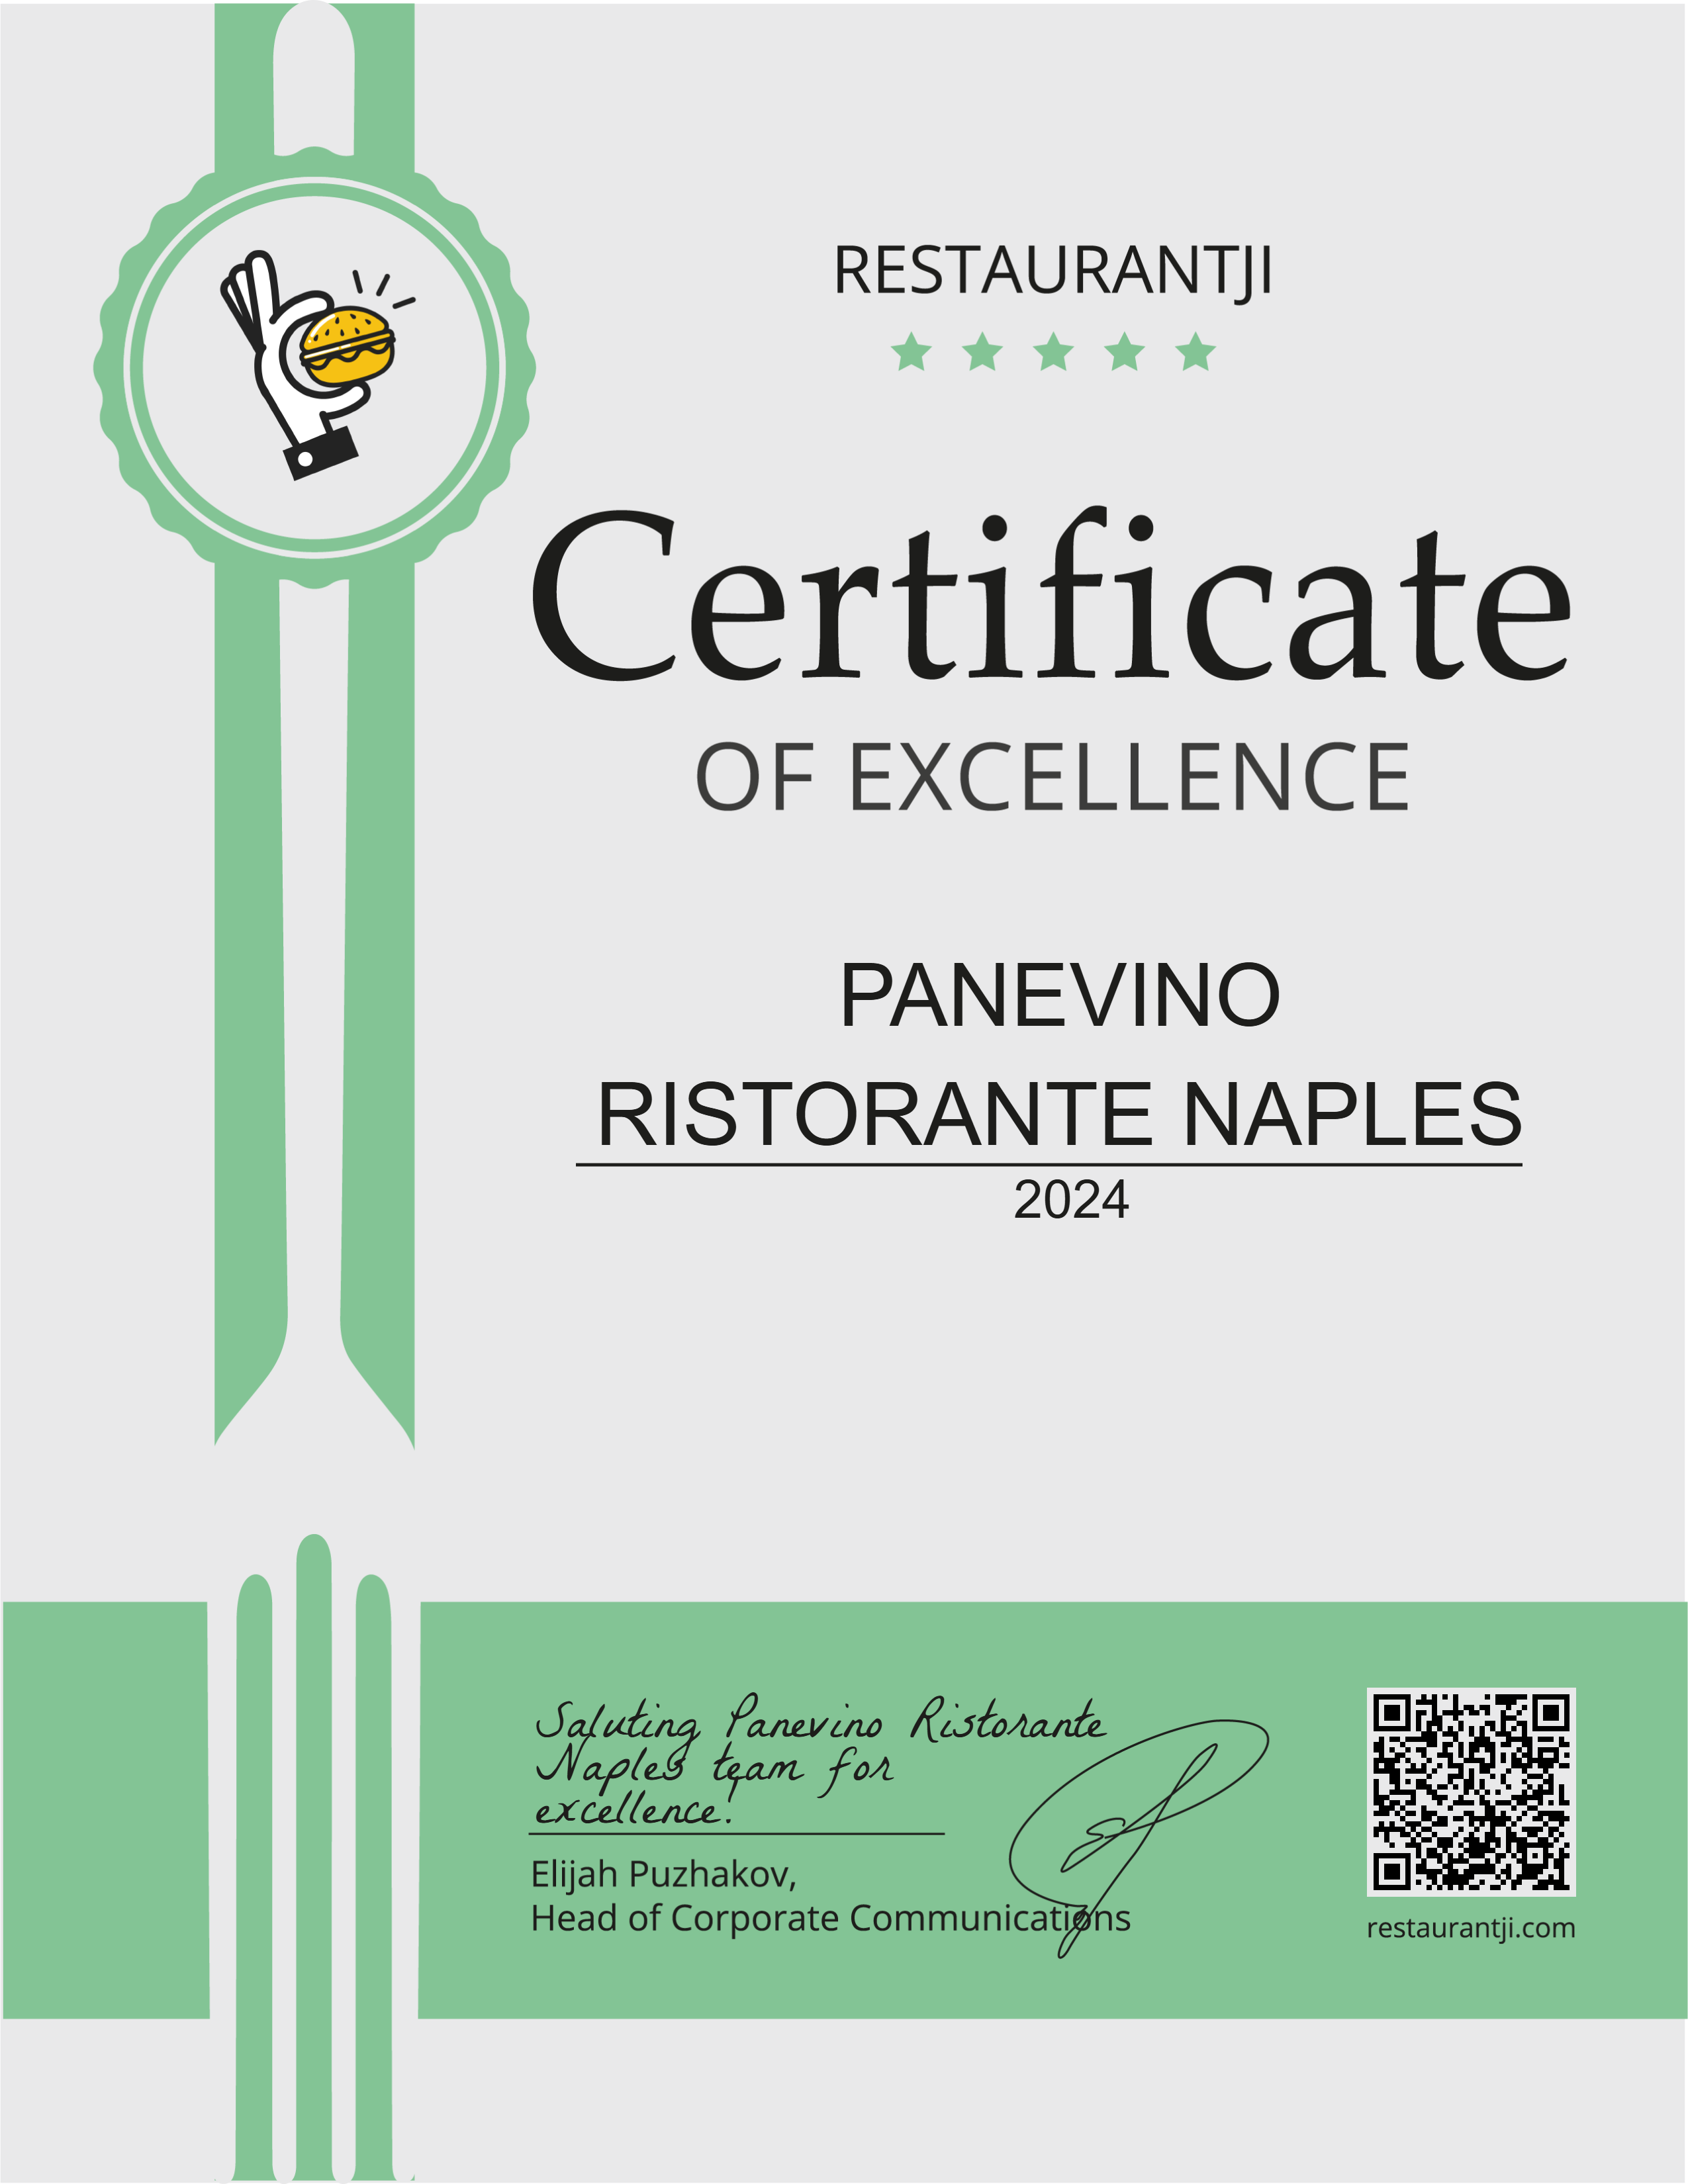 RESTAURANTJI
Certificate
OF EXCELLENCE
PANEVINO
RISTORANTE NAPLES
2024
Saluting Panevino Ristorante
Naples team for
excellence!
Elijah Puzhakov,
Head of Corporate Communications
restaurantji.com